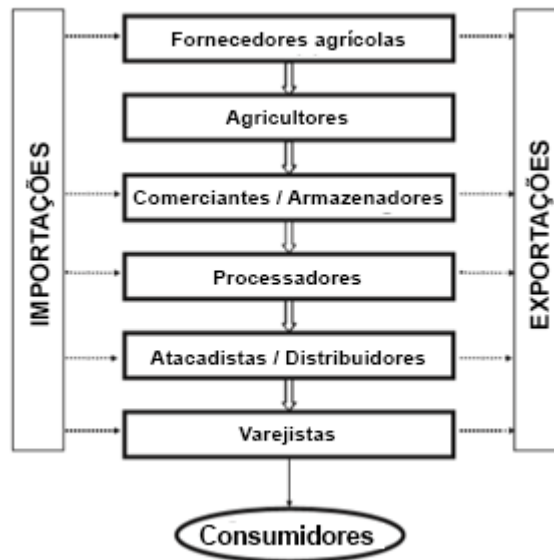 Fornecedores agrícolas
Agricultores
Comerciantes / Armazenadores
Processadores
Atacadistas / Distribuidores
Varejistas
Consumidores
IMPORTAÇÕES
EXPORTAÇÕES